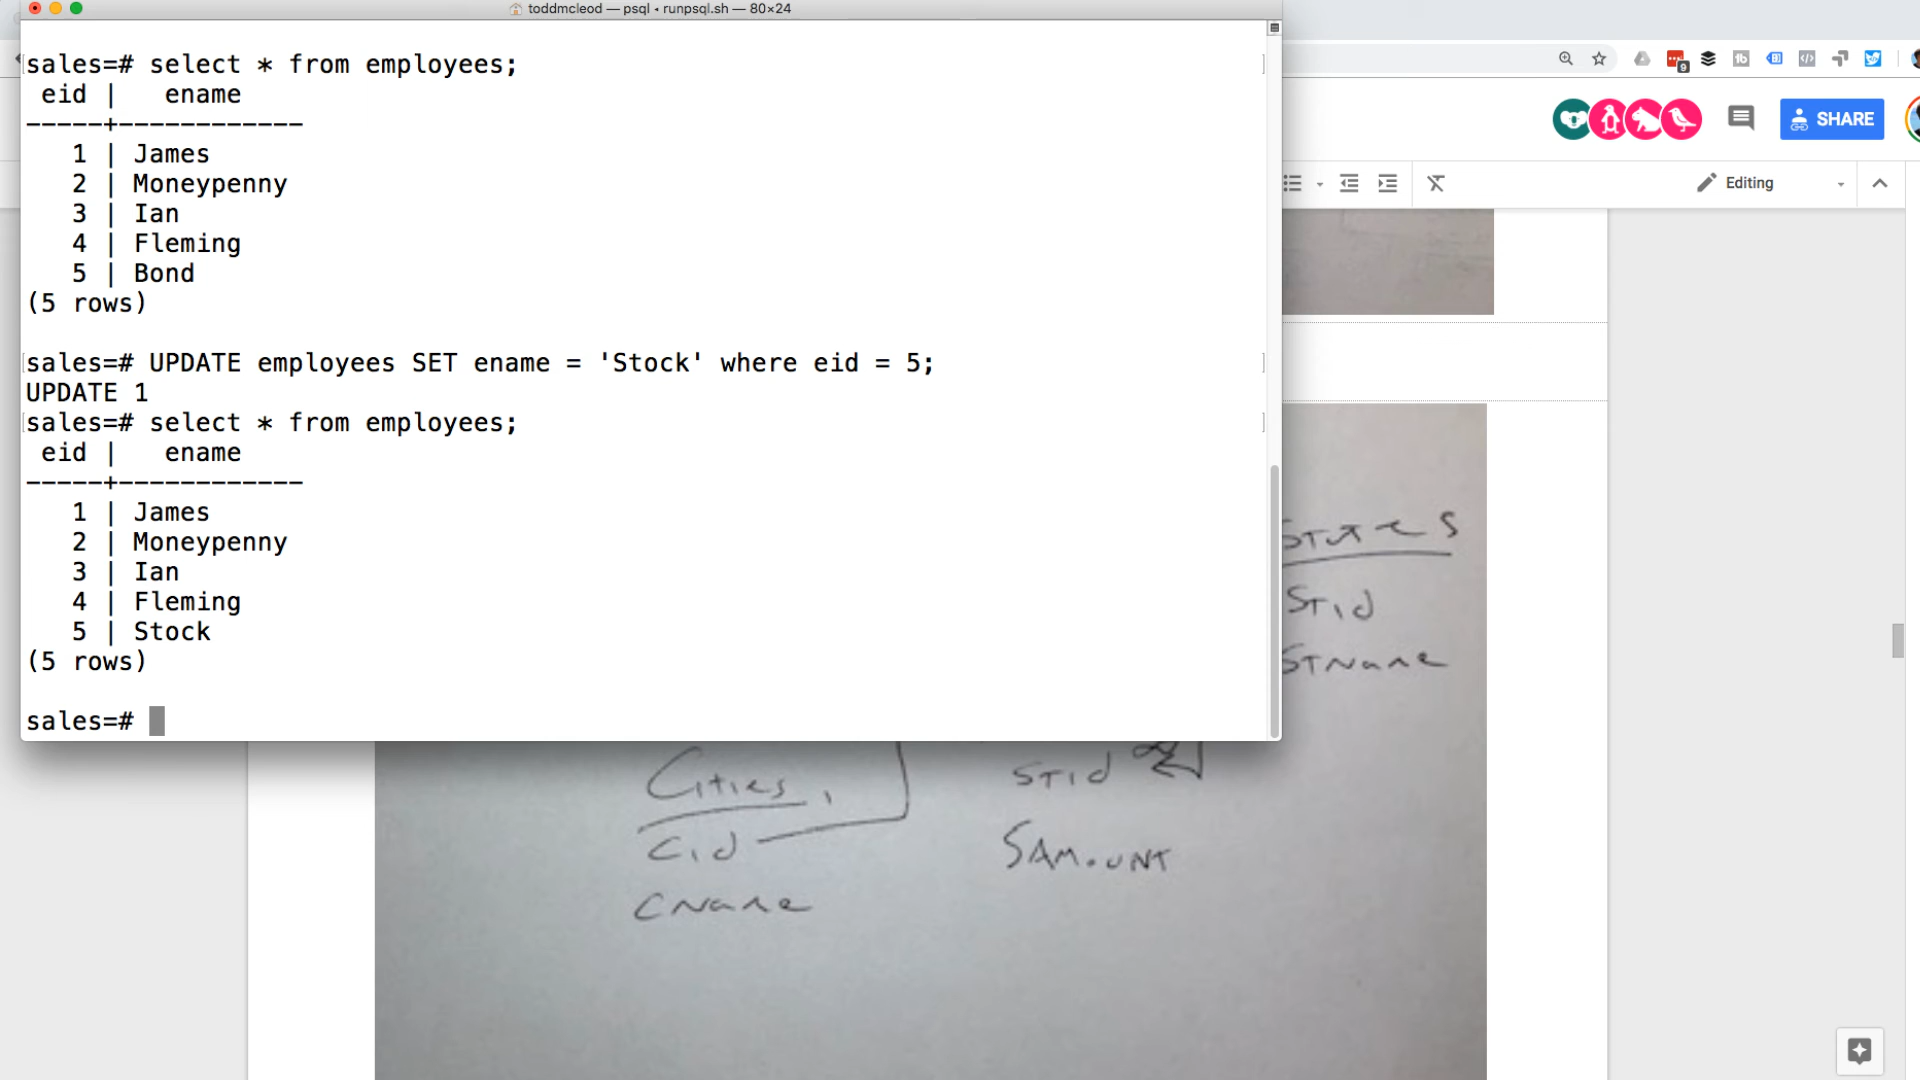 toddmcleod — psql • runpsql.sh — 80×24
sales=# select * from employees;
 eid |   ename
-----+------------
   1 | James
   2 | Moneypenny
   3 | Ian
   4 | Fleming
   5 | Bond
(5 rows)
sales=# UPDATE employees SET ename = 'Stock' where eid = 5;
UPDATE 1
sales=# select * from employees;
 eid |   ename
-----+------------
   1 | James
   2 | Moneypenny
   3 | Ian
   4 | Fleming
   5 | Stock
(5 rows)
sales=#
9
SHARE
Editing
States
STid
STName
Cities
Cid
CName
STid
SAMOUNT